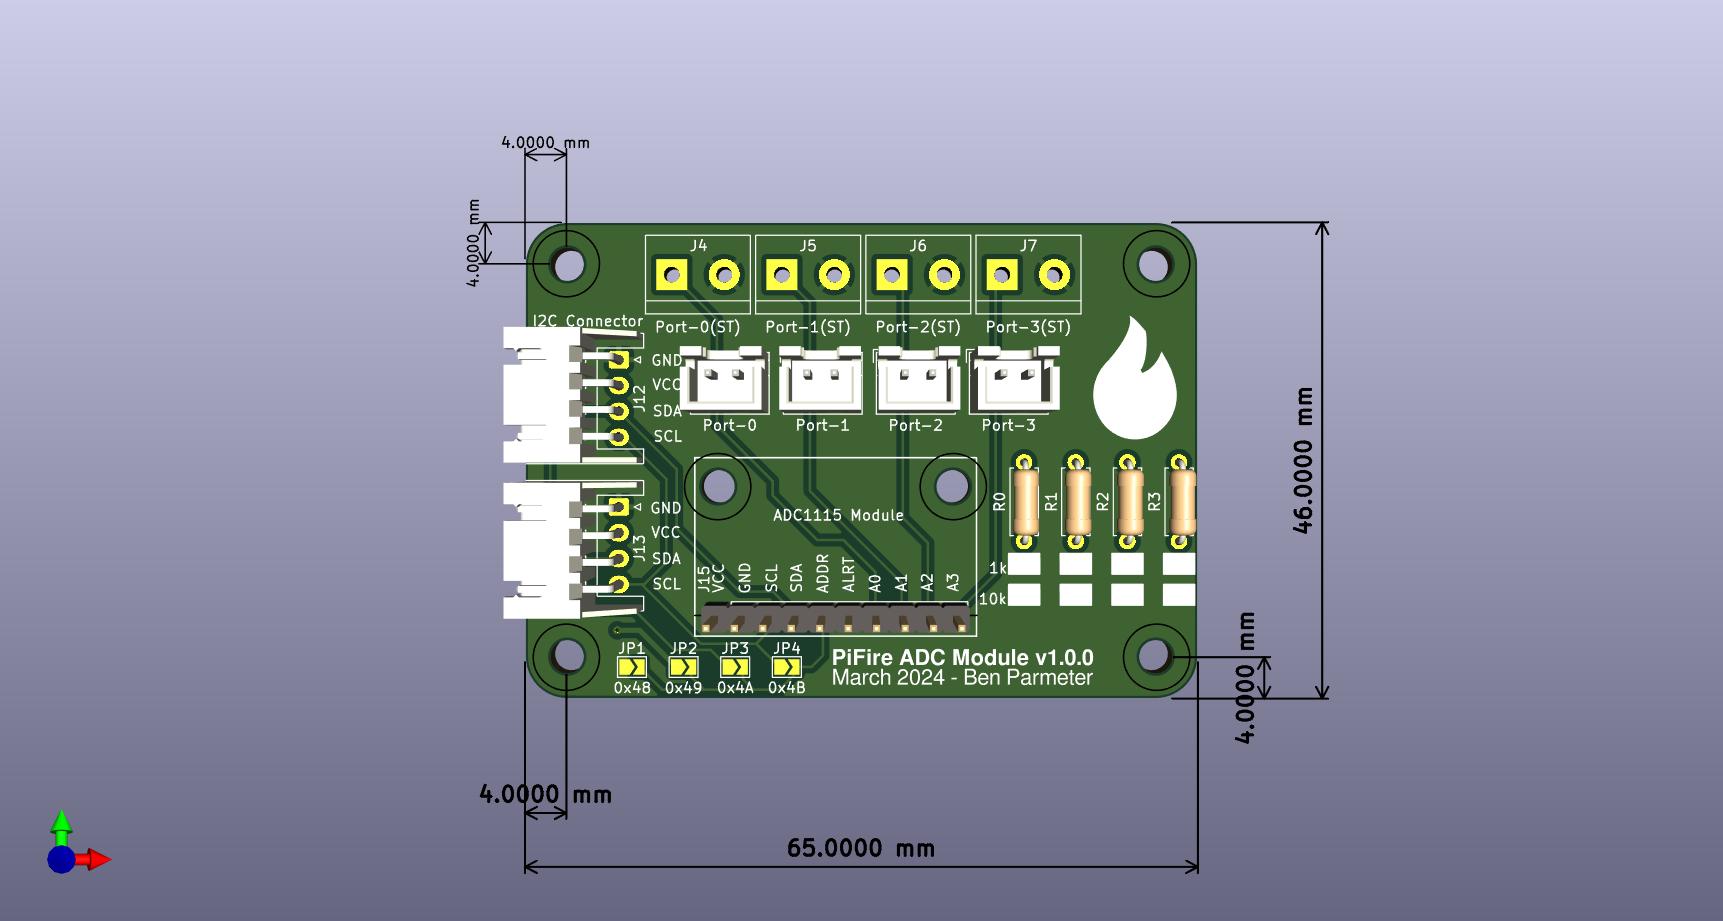 4.0000 mm
4.0000 mm
J4
J5
J6
J7
Port-0(ST)
Port-1(ST)
Port-2(ST)
Port-3(ST)
I2C Connector
GND
VCC
SDA
SCL
J12
Port-0
Port-1
Port-2
Port-3
GND
VCC
SDA
SCL
J13
ADC1115 Module
J15
VCC
GND
SCL
SDA
ADDR
ALRT
A0
A1
A2
A3
R0
R1
R2
R3
1k
10k
JP1
JP2
JP3
JP4
0x48
0x49
0x4A
0x4B
PiFire ADC Module v1.0.0
March 2024 - Ben Parmeter
46.0000 mm
4.0000 mm
4.0000 mm
65.0000 mm